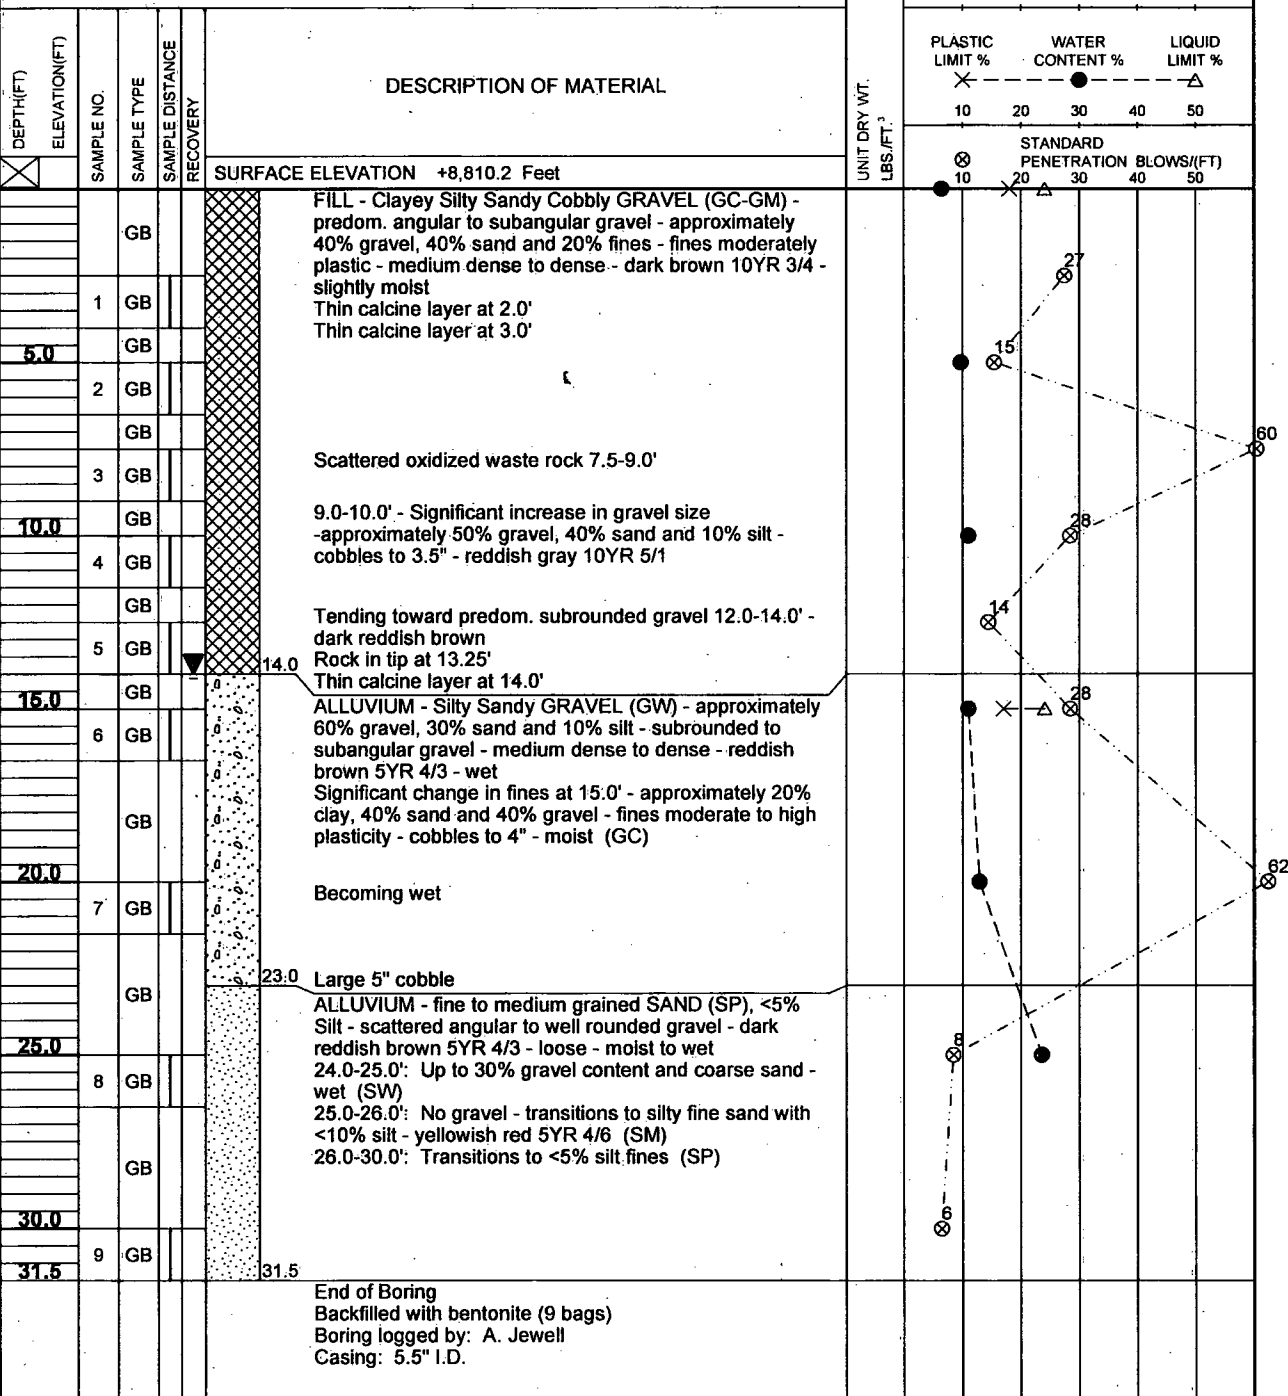 DEPTH(FT)
ELEVATION(FT)
SAMPLE NO.
SAMPLE TYPE
SAMPLE DISTANCE
RECOVERY
DESCRIPTION OF MATERIAL
SURFACE ELEVATION +8,810.2 Feet
UNIT DRY WT.
LBS./FT.³
PLASTIC LIMIT %
WATER CONTENT %
LIQUID LIMIT %
10 20 30 40 50
STANDARD
PENETRATION BLOWS/(FT)
10 20 30 40 50
FILL - Clayey Silty Sandy Cobbly GRAVEL (GC-GM) -
predom. angular to subangular gravel - approximately
40% gravel, 40% sand and 20% fines - fines moderately
plastic - medium dense to dense - dark brown 10YR 3/4 -
slightly moist
Thin calcine layer at 2.0'
Thin calcine layer at 3.0'
GB
27
1 GB
GB
5.0
15
2 GB
GB
60
Scattered oxidized waste rock 7.5-9.0'
3 GB
9.0-10.0' - Significant increase in gravel size
-approximately 50% gravel, 40% sand and 10% silt -
cobbles to 3.5" - reddish gray 10YR 5/1
GB
10.0
28
4 GB
GB
14
Tending toward predom. subrounded gravel 12.0-14.0' -
dark reddish brown
Rock in tip at 13.25'
Thin calcine layer at 14.0'
5 GB
14.0
GB
15.0
28
ALLUVIUM - Silty Sandy GRAVEL (GW) - approximately
60% gravel, 30% sand and 10% silt - subrounded to
subangular gravel - medium dense to dense - reddish
brown 5YR 4/3 - wet
Significant change in fines at 15.0' - approximately 20%
clay, 40% sand and 40% gravel - fines moderate to high
plasticity - cobbles to 4" - moist (GC)
6 GB
GB
20.0
62
Becoming wet
7 GB
23.0 Large 5" cobble
GB
ALLUVIUM - fine to medium grained SAND (SP), <5%
Silt - scattered angular to well rounded gravel - dark
reddish brown 5YR 4/3 - loose - moist to wet
24.0-25.0': Up to 30% gravel content and coarse sand -
wet (SW)
25.0-26.0': No gravel - transitions to silty fine sand with
<10% silt - yellowish red 5YR 4/6 (SM)
26.0-30.0': Transitions to <5% silt fines (SP)
25.0
8
8 GB
GB
30.0
6
9 GB
31.5
31.5
End of Boring
Backfilled with bentonite (9 bags)
Boring logged by: A. Jewell
Casing: 5.5" I.D.